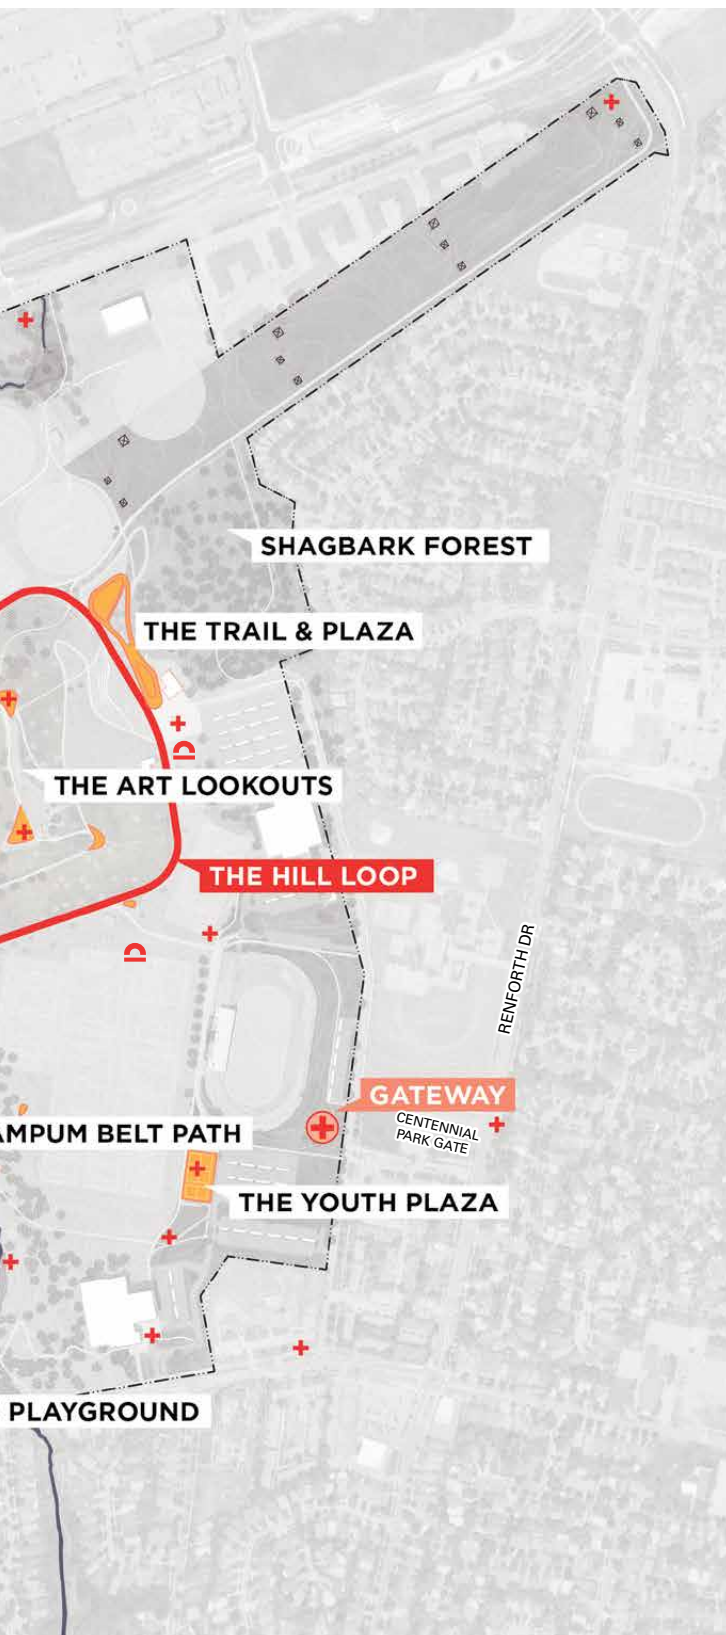 SHAGBARK FOREST
THE TRAIL & PLAZA
THE ART LOOKOUTS
THE HILL LOOP
RENFORTH DR
GATEWAY
CENTENNIAL
PARK GATE
AMPUM BELT PATH
THE YOUTH PLAZA
PLAYGROUND